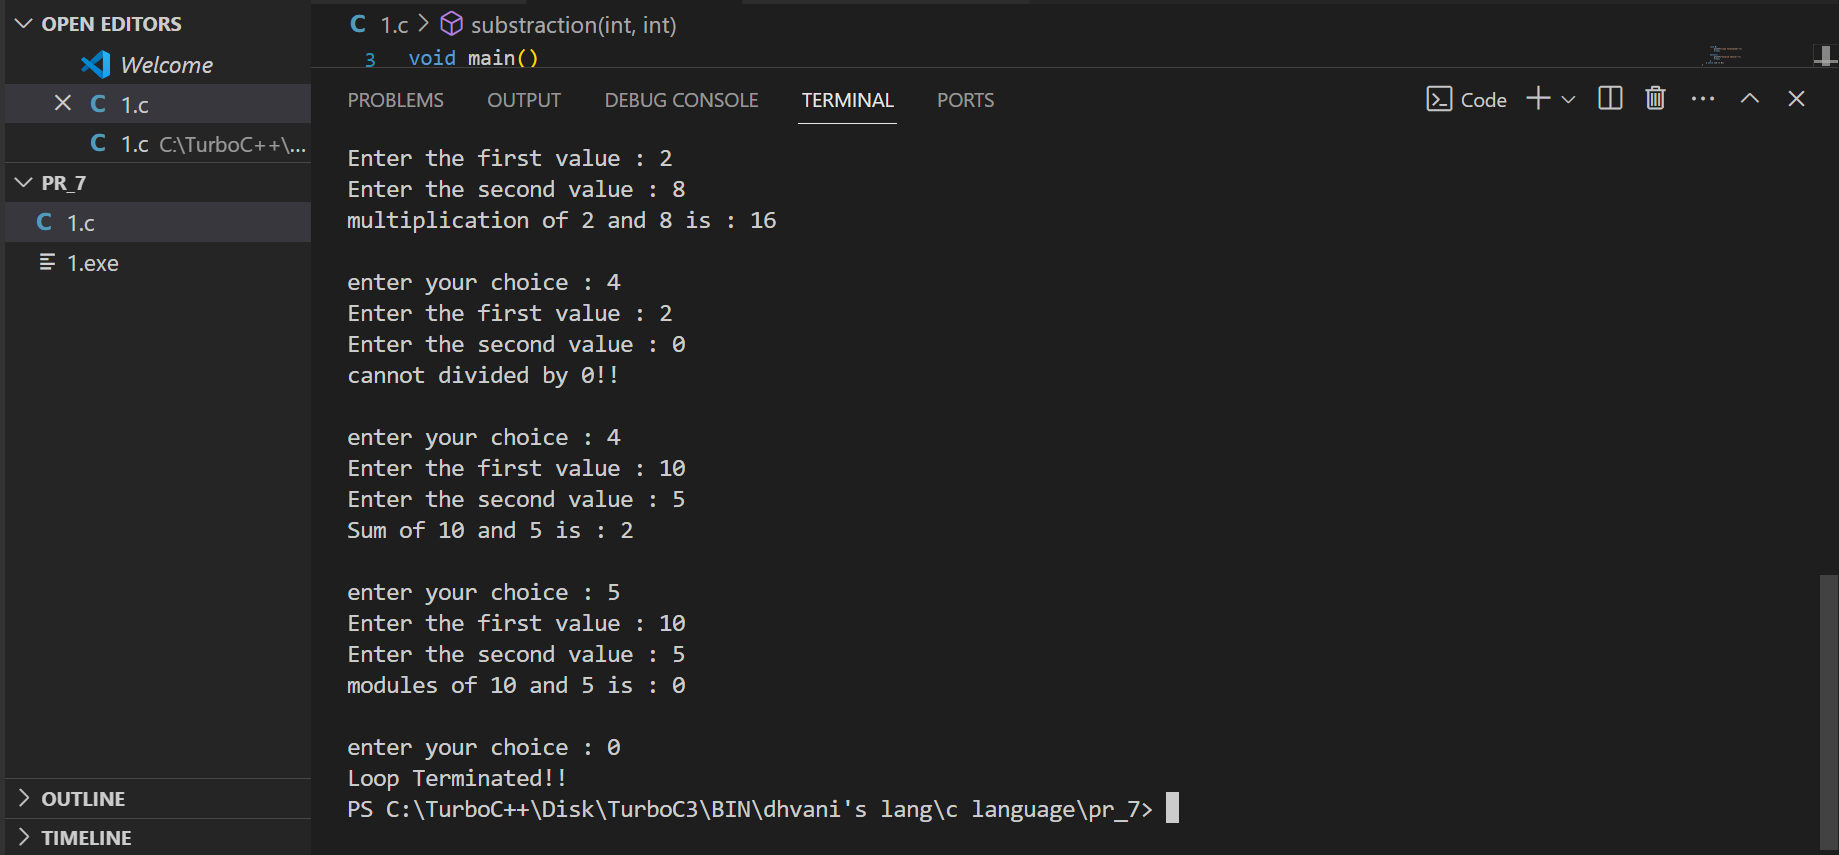 OPEN EDITORS
Welcome
1.c
1.c C:\TurboC++\...
PR_7
1.c
1.exe
OUTLINE
TIMELINE
1.c > substraction(int, int)
3 void main()
PROBLEMS OUTPUT DEBUG CONSOLE TERMINAL PORTS
Code
Enter the first value : 2
Enter the second value : 8
multiplication of 2 and 8 is : 16
enter your choice : 4
Enter the first value : 2
Enter the second value : 0
cannot divided by 0!!
enter your choice : 4
Enter the first value : 10
Enter the second value : 5
Sum of 10 and 5 is : 2
enter your choice : 5
Enter the first value : 10
Enter the second value : 5
modules of 10 and 5 is : 0
enter your choice : 0
Loop Terminated!!
PS C:\TurboC++\Disk\TurboC3\BIN\dhvani's lang\c language\pr_7>